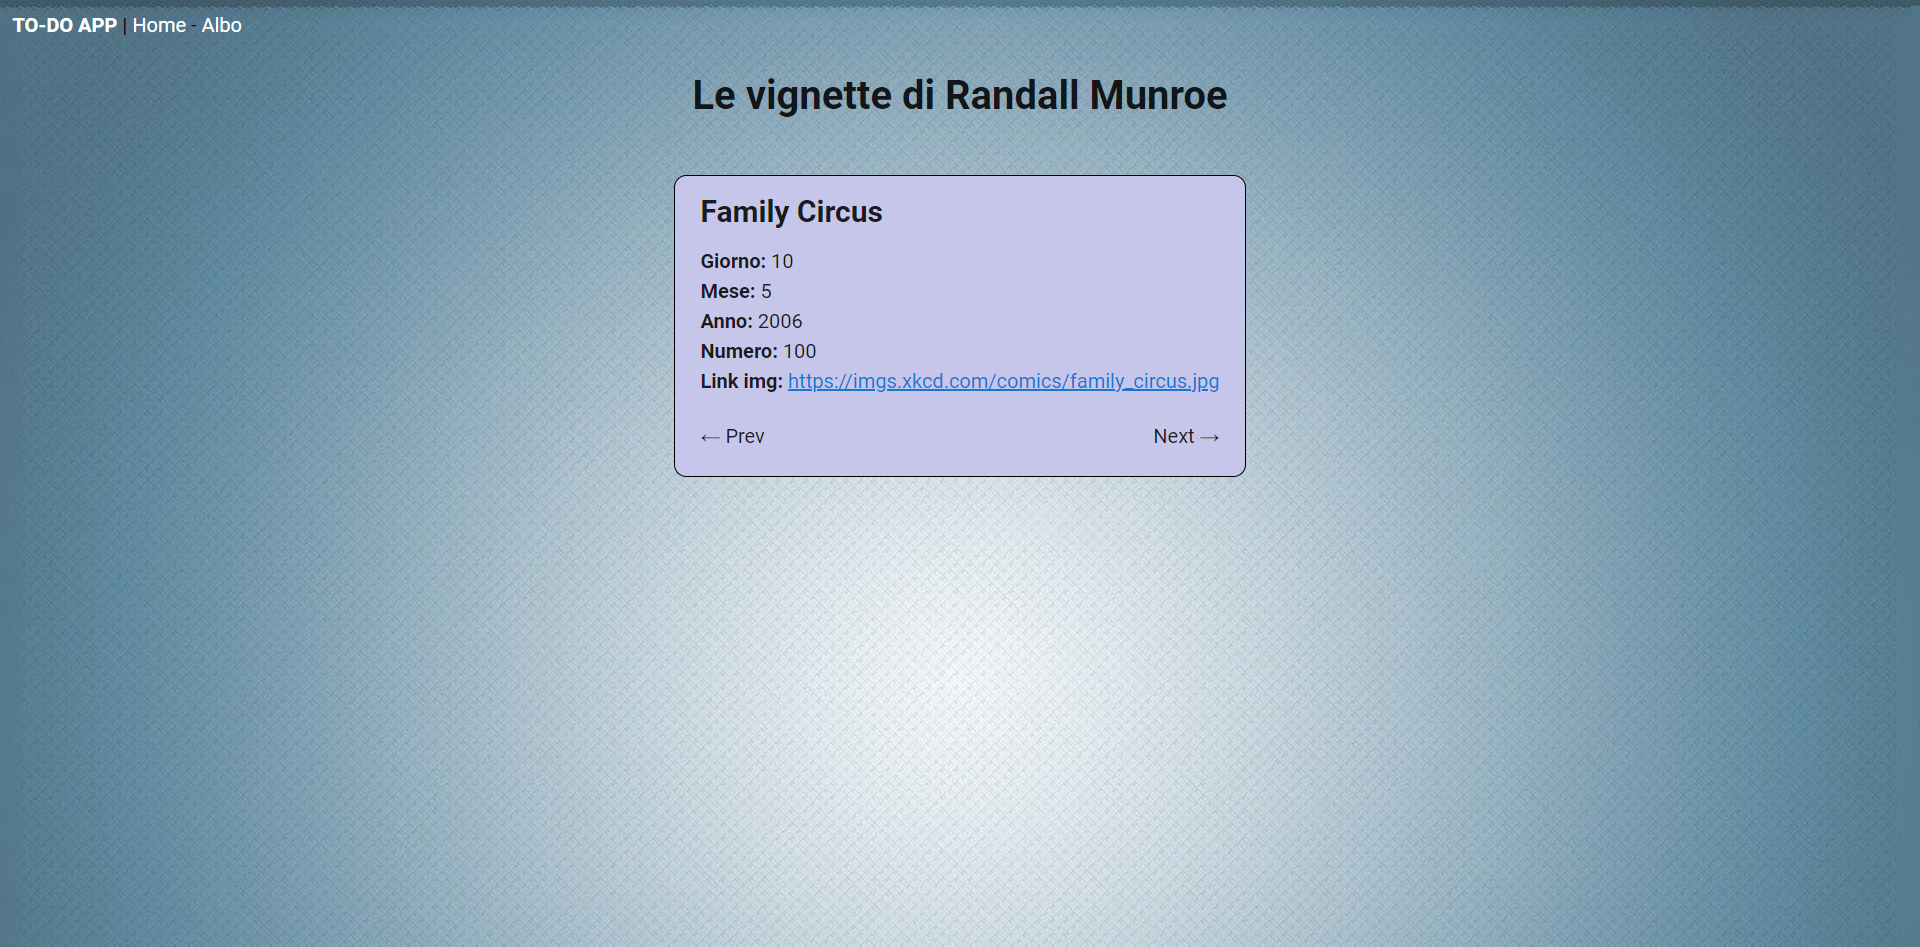 TO-DO APP | Home - Albo
Le vignette di Randall Munroe
Family Circus
Giorno: 10
Mese: 5
Anno: 2006
Numero: 100
Link img: https://imgs.xkcd.com/comics/family_circus.jpg
← Prev
Next →